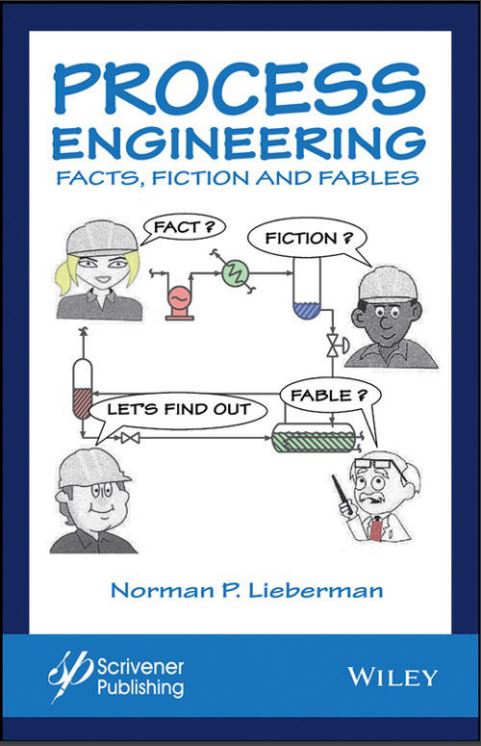 PROCESS
ENGINEERING
FACTS, FICTION AND FABLES
FACT ?
FICTION ?
FABLE ?
LET'S FIND OUT
Norman P. Lieberman
Scrivener
Publishing
WILEY